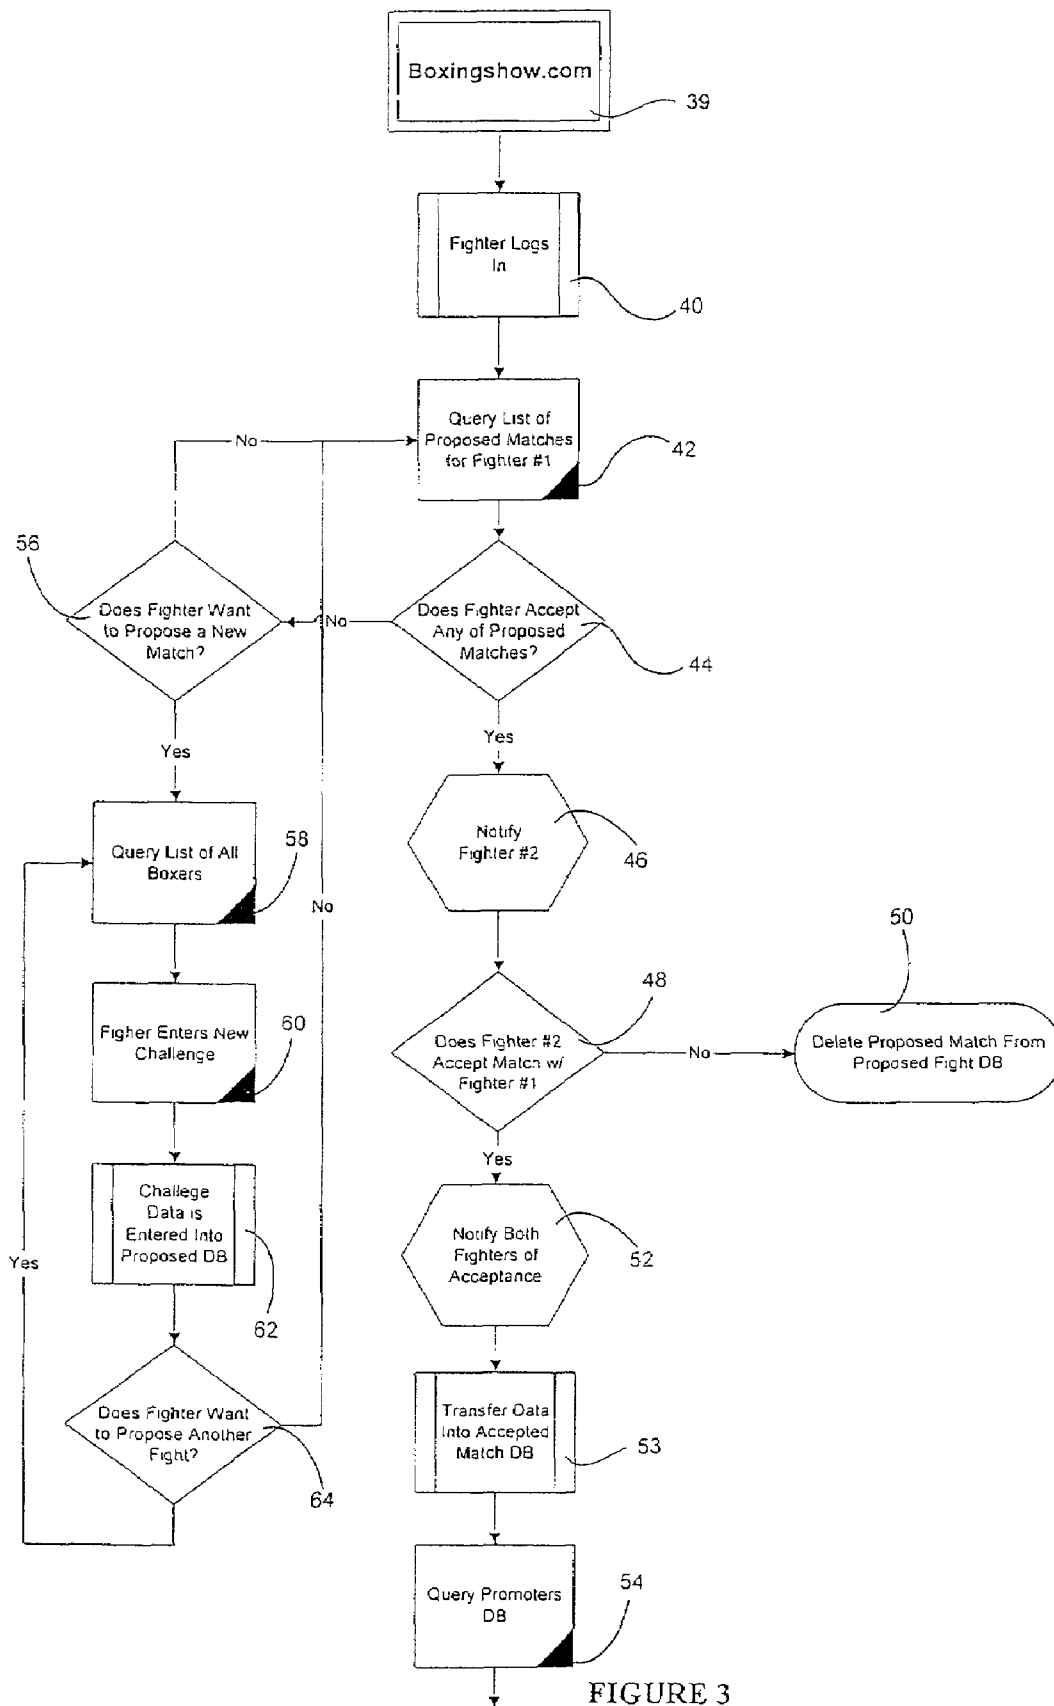 Boxingshow.com
39
Fighter Logs
In
40
Query List of
Proposed Matches
for Fighter #1
42
No
56
Does Fighter Want
to Propose a New
Match?
No
Does Fighter Accept
Any of Proposed
Matches?
44
Yes
Yes
Notify
Fighter #2
46
Query List of All
Boxers
58
No
50
Does Fighter #2
Accept Match w/
Fighter #1
48
No
Delete Proposed Match From
Proposed Fight DB
Figher Enters New
Challenge
60
Yes
Challege
Data is
Entered Into
Proposed DB
62
Yes
Notify Both
Fighters of
Acceptance
52
Does Fighter Want
to Propose Another
Fight?
64
Transfer Data
Into Accepted
Match DB
53
Query Promoters
DB
54
FIGURE 3